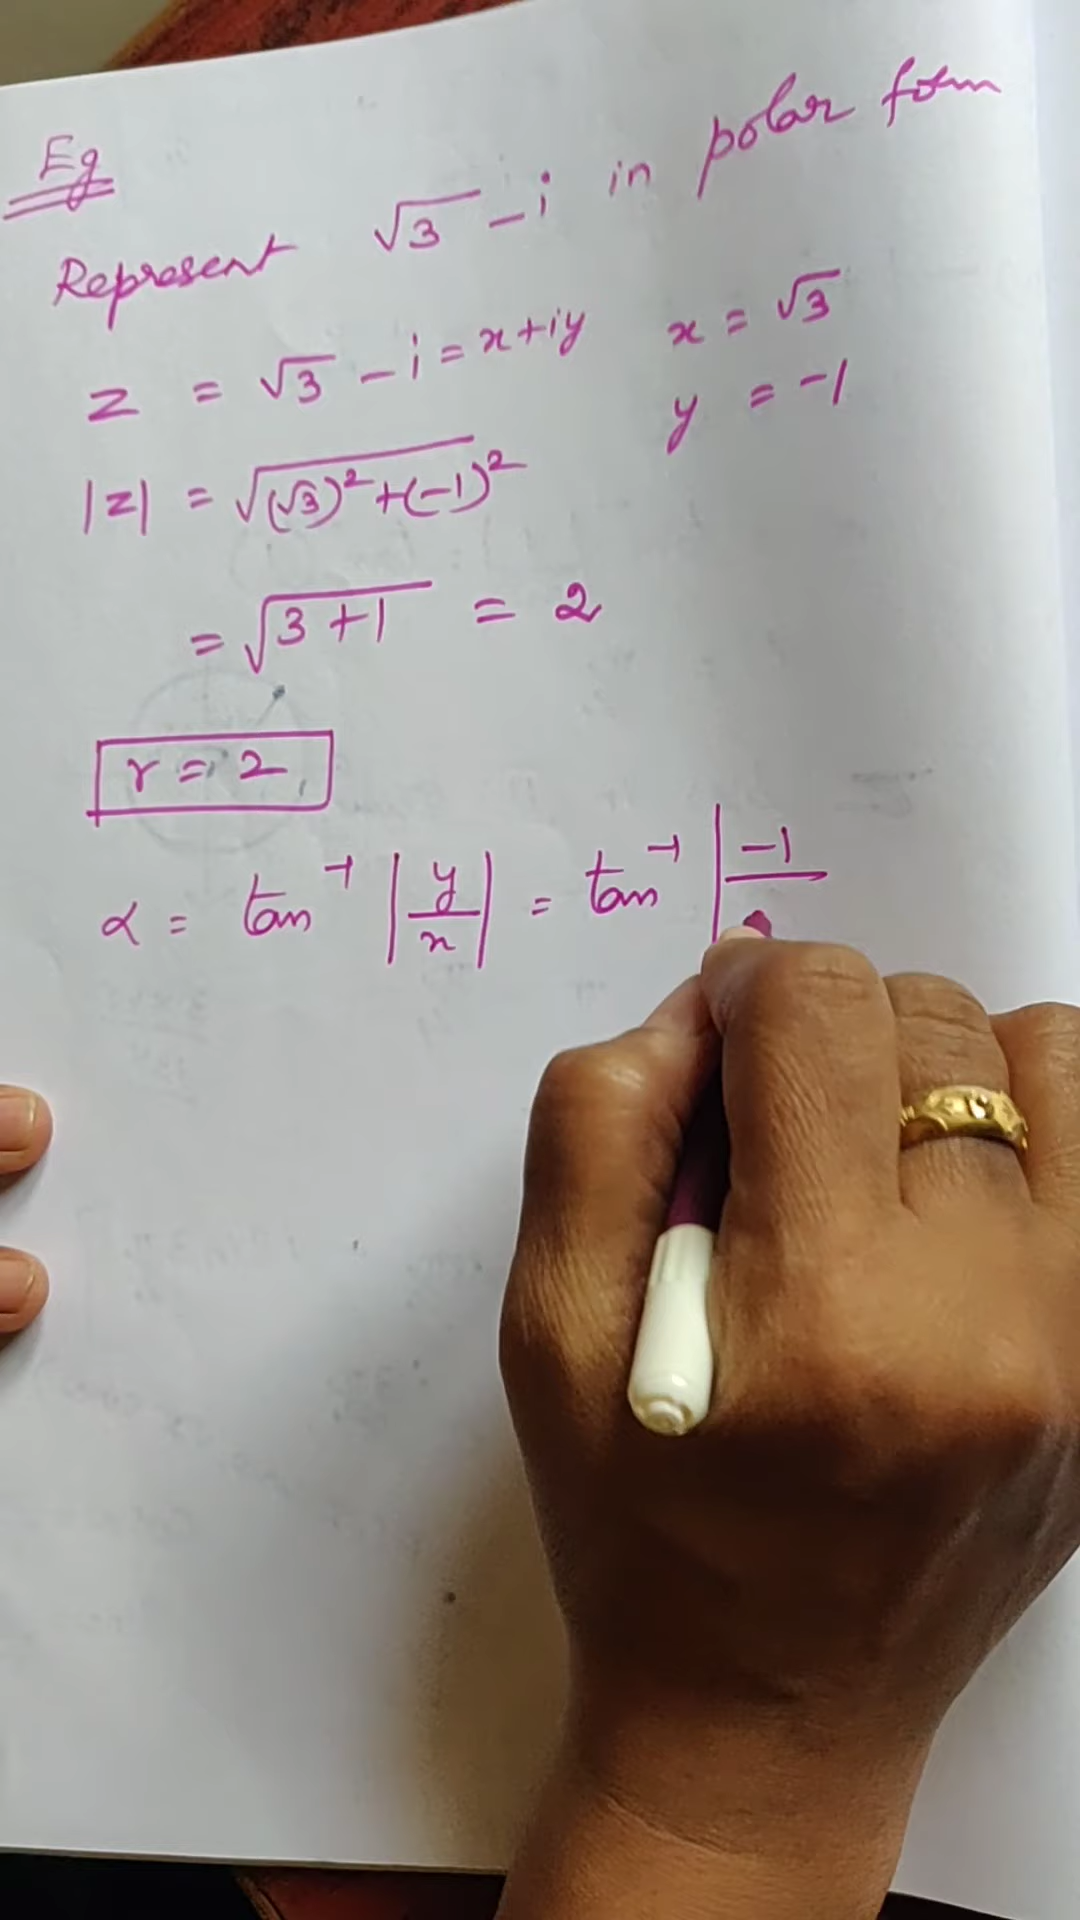 Eg
Represent √3 - i in polar form
z = √3 - i = x+iy x = √3
y = -1
|z| = √(√3)²+(-1)²
= √3+1 = 2
r = 2
α = tan⁻¹ |y/x| = tan⁻¹ |-1/